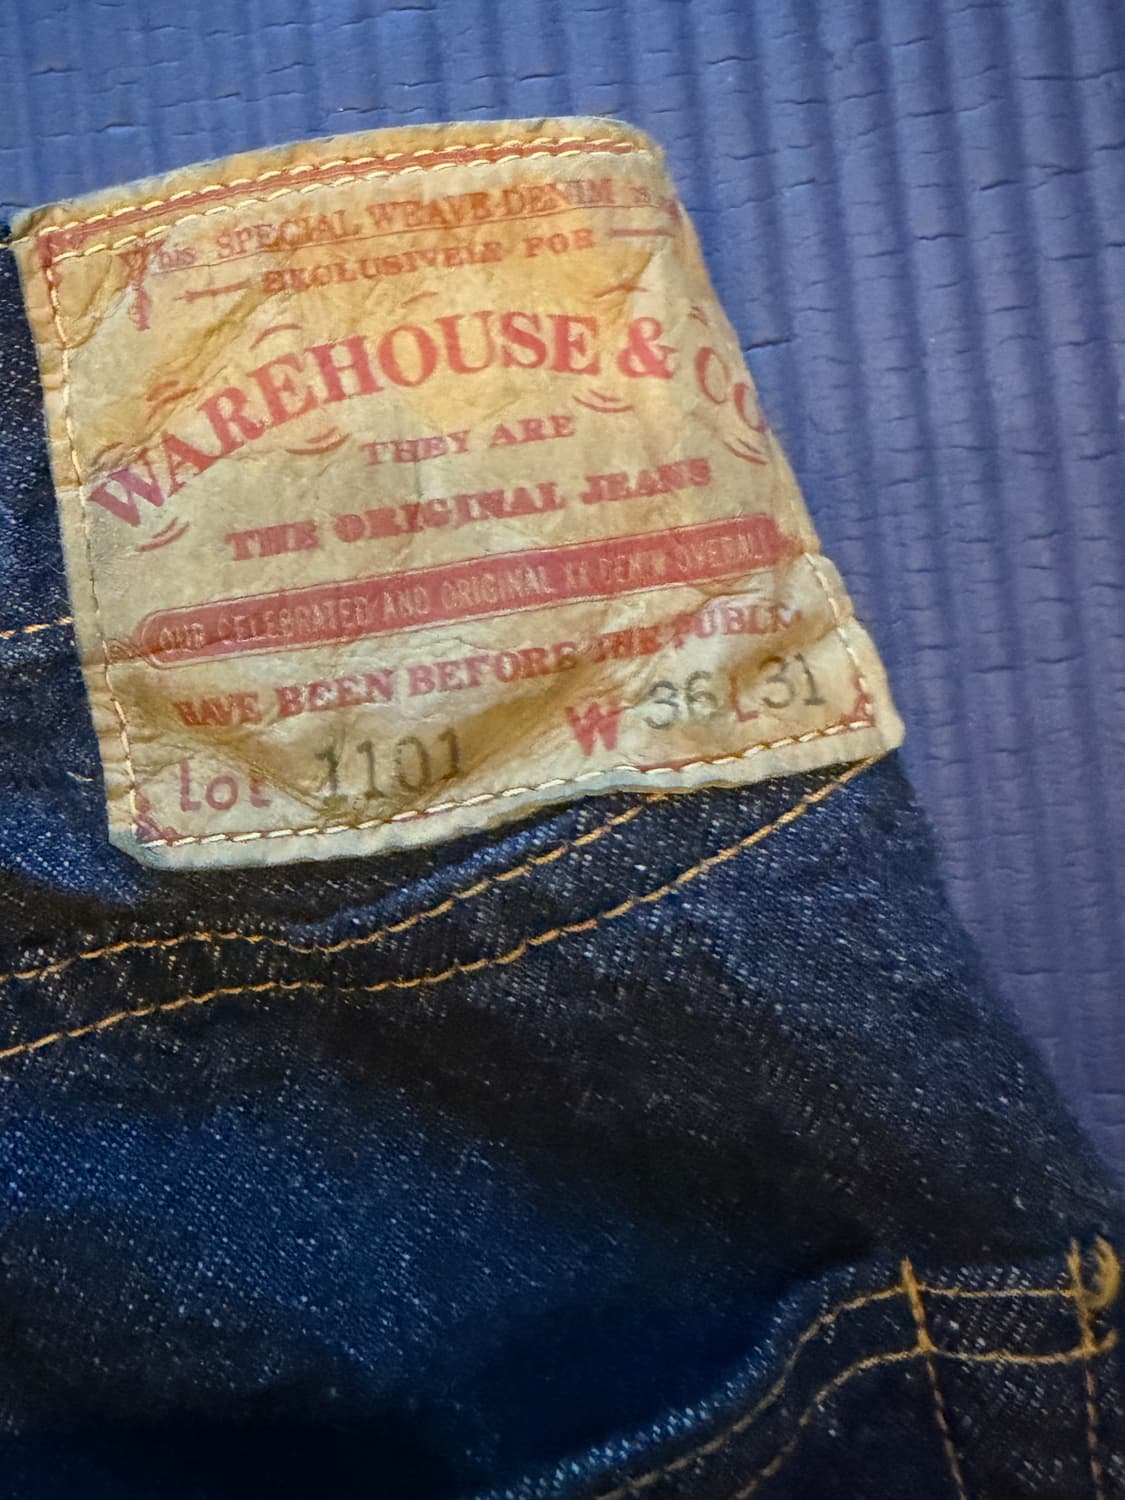 This SPECIAL WEAVE DENIM IS
EXCLUSIVELY FOR
WAREHOUSE & CO
THEY ARE
THE ORIGINAL JEANS
OUR CELEBRATED AND ORIGINAL XX DENIM OVERALL
HAVE BEEN BEFORE THE PUBLIC
Lot 1101 W 36 L 31